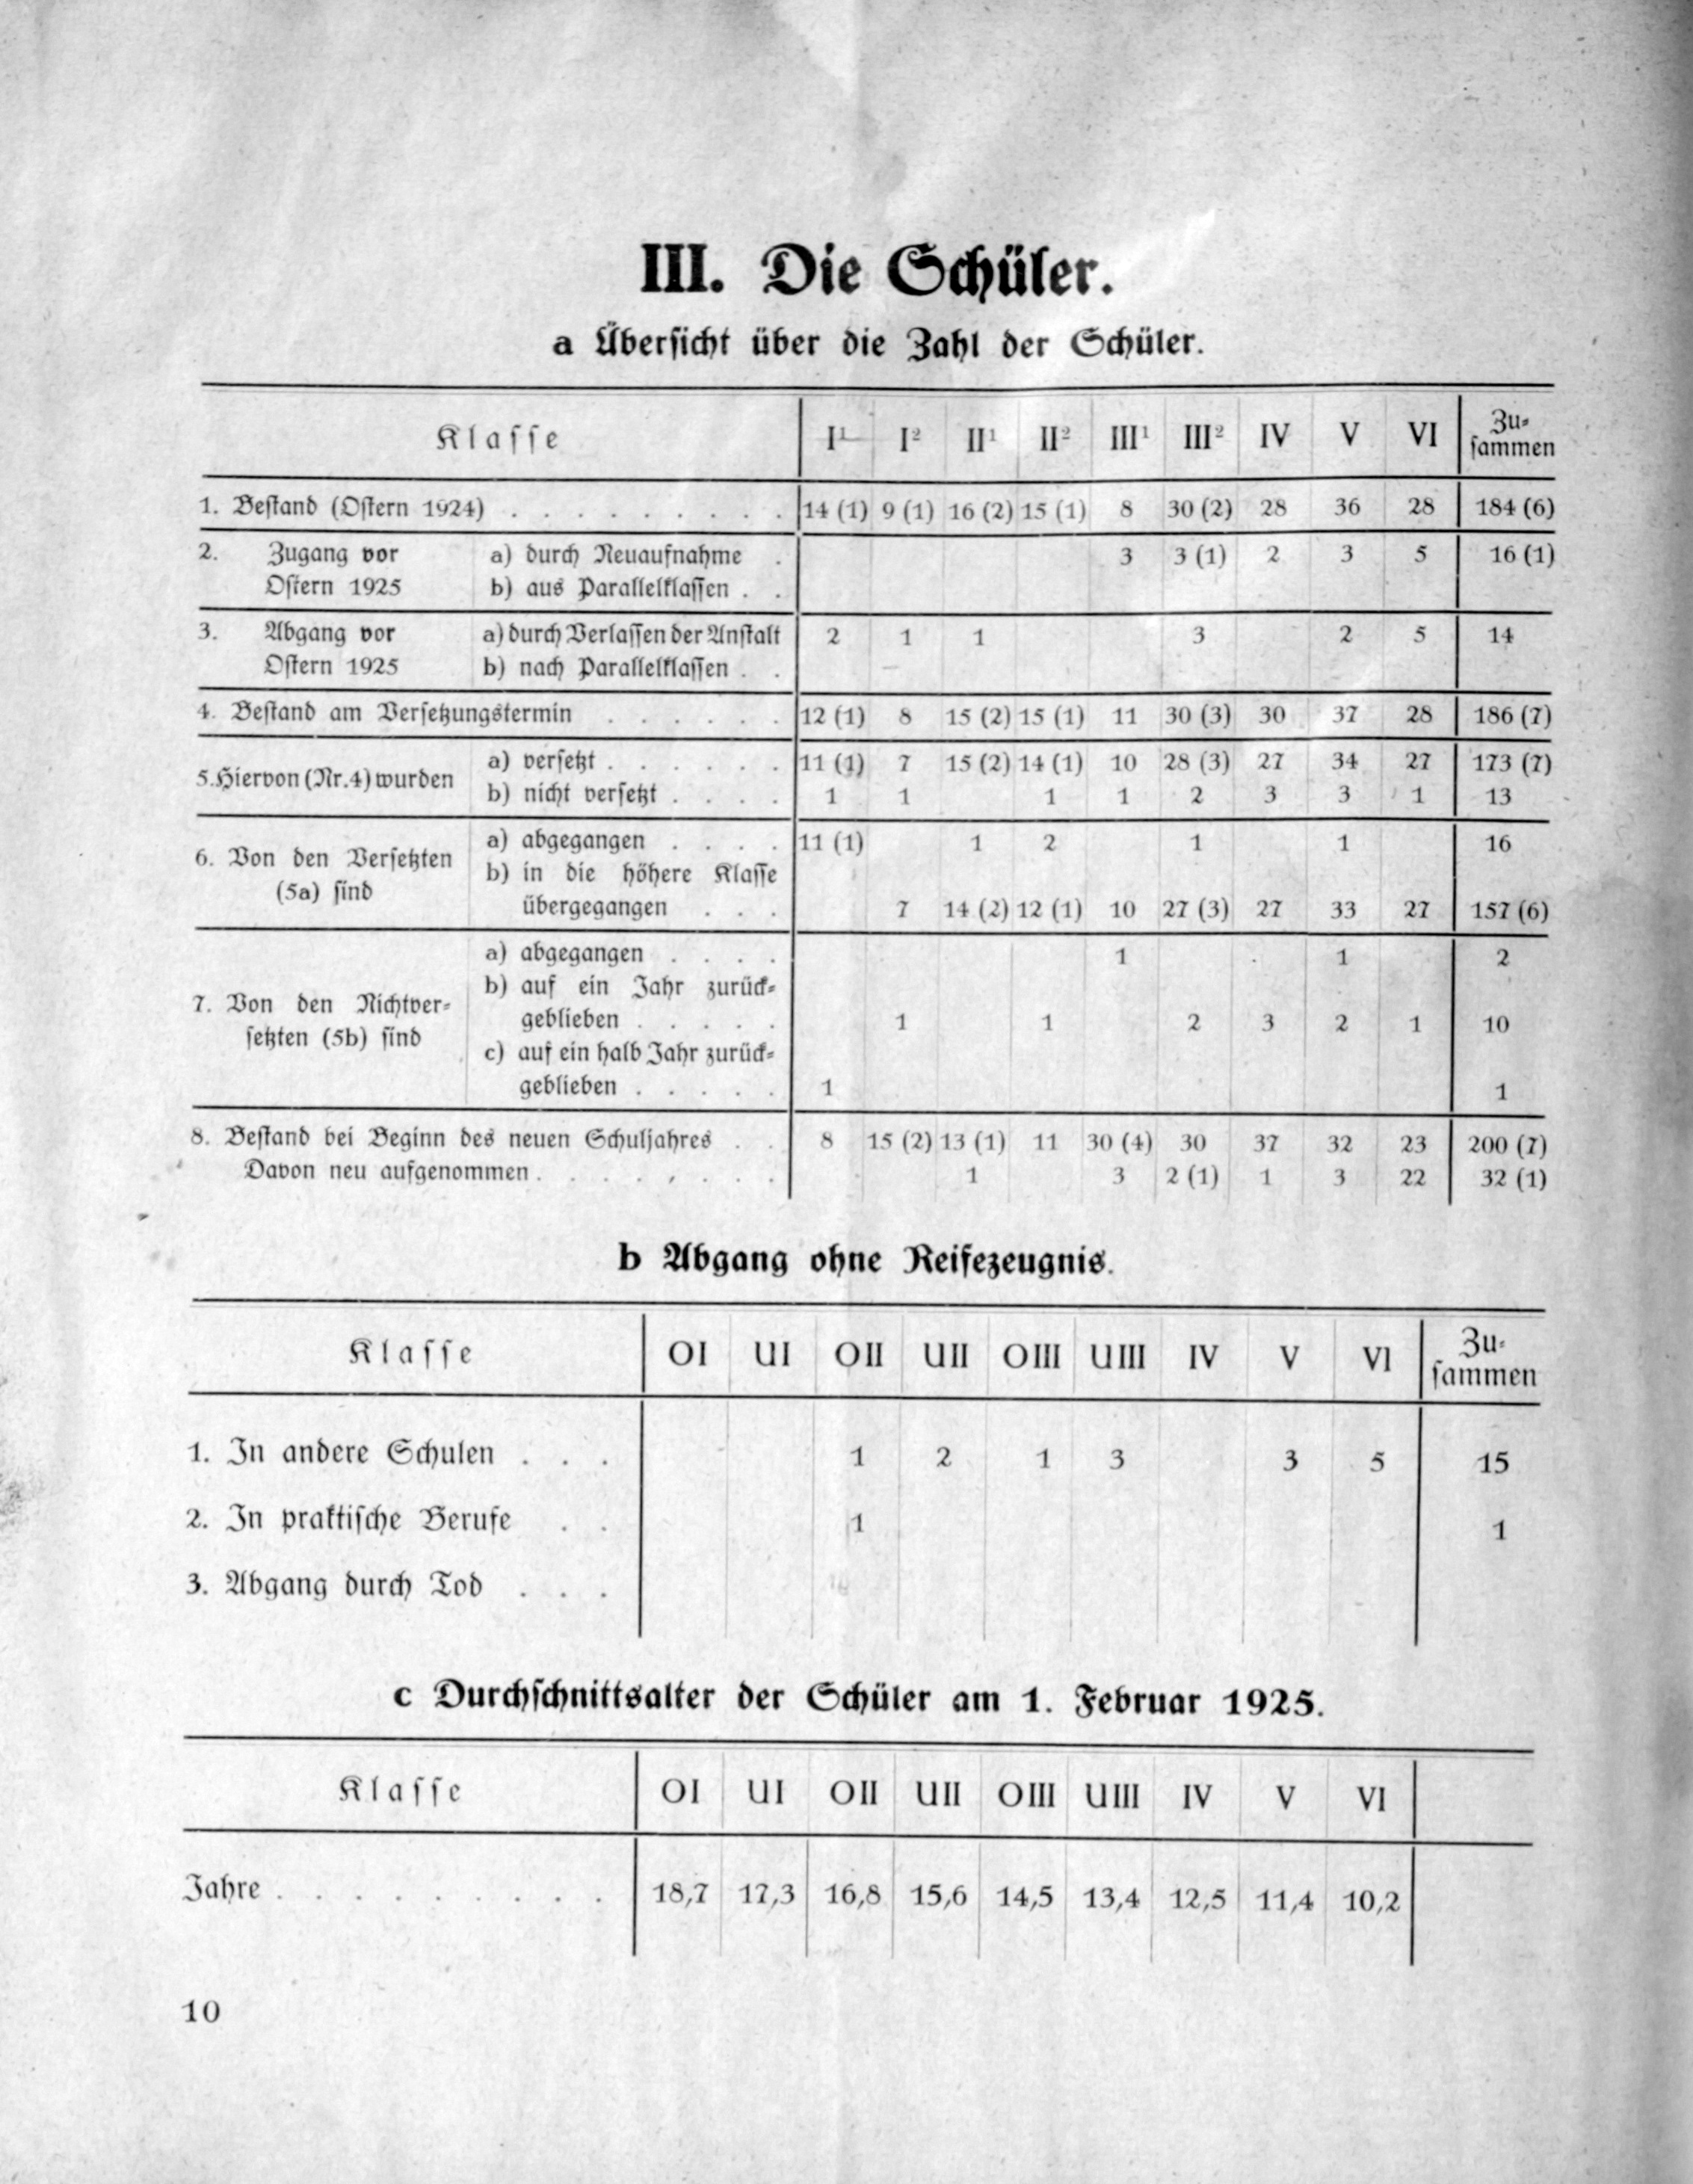 III. Die Schüler.
a Übersicht über die Zahl der Schüler.
Klasse I¹ I² II¹ II² III¹ III² IV V VI Zu-
sammen
1. Bestand (Ostern 1924) . . . . . . . . . . 14 (1) 9 (1) 16 (2) 15 (1) 8 30 (2) 28 36 28 184 (6)
2. Zugang vor a) durch Neuaufnahme . 3 3 (1) 2 3 5 16 (1)
Ostern 1925 b) aus Parallelklassen . .
3. Abgang vor a) durch Verlassen der Anstalt 2 1 1 3 2 5 14
Ostern 1925 b) nach Parallelklassen . .
4. Bestand am Versetzungstermin . . . . . . 12 (1) 8 15 (2) 15 (1) 11 30 (3) 30 37 28 186 (7)
5. Hiervon (Nr. 4) wurden a) versetzt . . . . . . 11 (1) 7 15 (2) 14 (1) 10 28 (3) 27 34 27 173 (7)
b) nicht versetzt . . . . 1 1 1 1 2 3 3 1 13
6. Von den Versetzten a) abgegangen . . . . 11 (1) 1 2 1 1 16
(5a) sind b) in die höhere Klasse
übergegangen . . . 7 14 (2) 12 (1) 10 27 (3) 27 33 27 157 (6)
7. Von den Nichtver- a) abgegangen . . . . 1 1 2
setzten (5b) sind b) auf ein Jahr zurück-
geblieben . . . . . 1 1 2 3 2 1 10
c) auf ein halb Jahr zurück-
geblieben . . . . . 1 1
8. Bestand bei Beginn des neuen Schuljahres . . 8 15 (2) 13 (1) 11 30 (4) 30 37 32 23 200 (7)
Davon neu aufgenommen . . . . . . . . 1 3 2 (1) 1 3 22 32 (1)
b Abgang ohne Reifezeugnis.
Klasse OI UI OII UII OIII UIII IV V VI Zu-
sammen
1. In andere Schulen . . . 1 2 1 3 3 5 15
2. In praktische Berufe . . 1 1
3. Abgang durch Tod . . .
c Durchschnittsalter der Schüler am 1. Februar 1925.
Klasse OI UI OII UII OIII UIII IV V VI
Jahre . . . . . . . . . 18,7 17,3 16,8 15,6 14,5 13,4 12,5 11,4 10,2
10